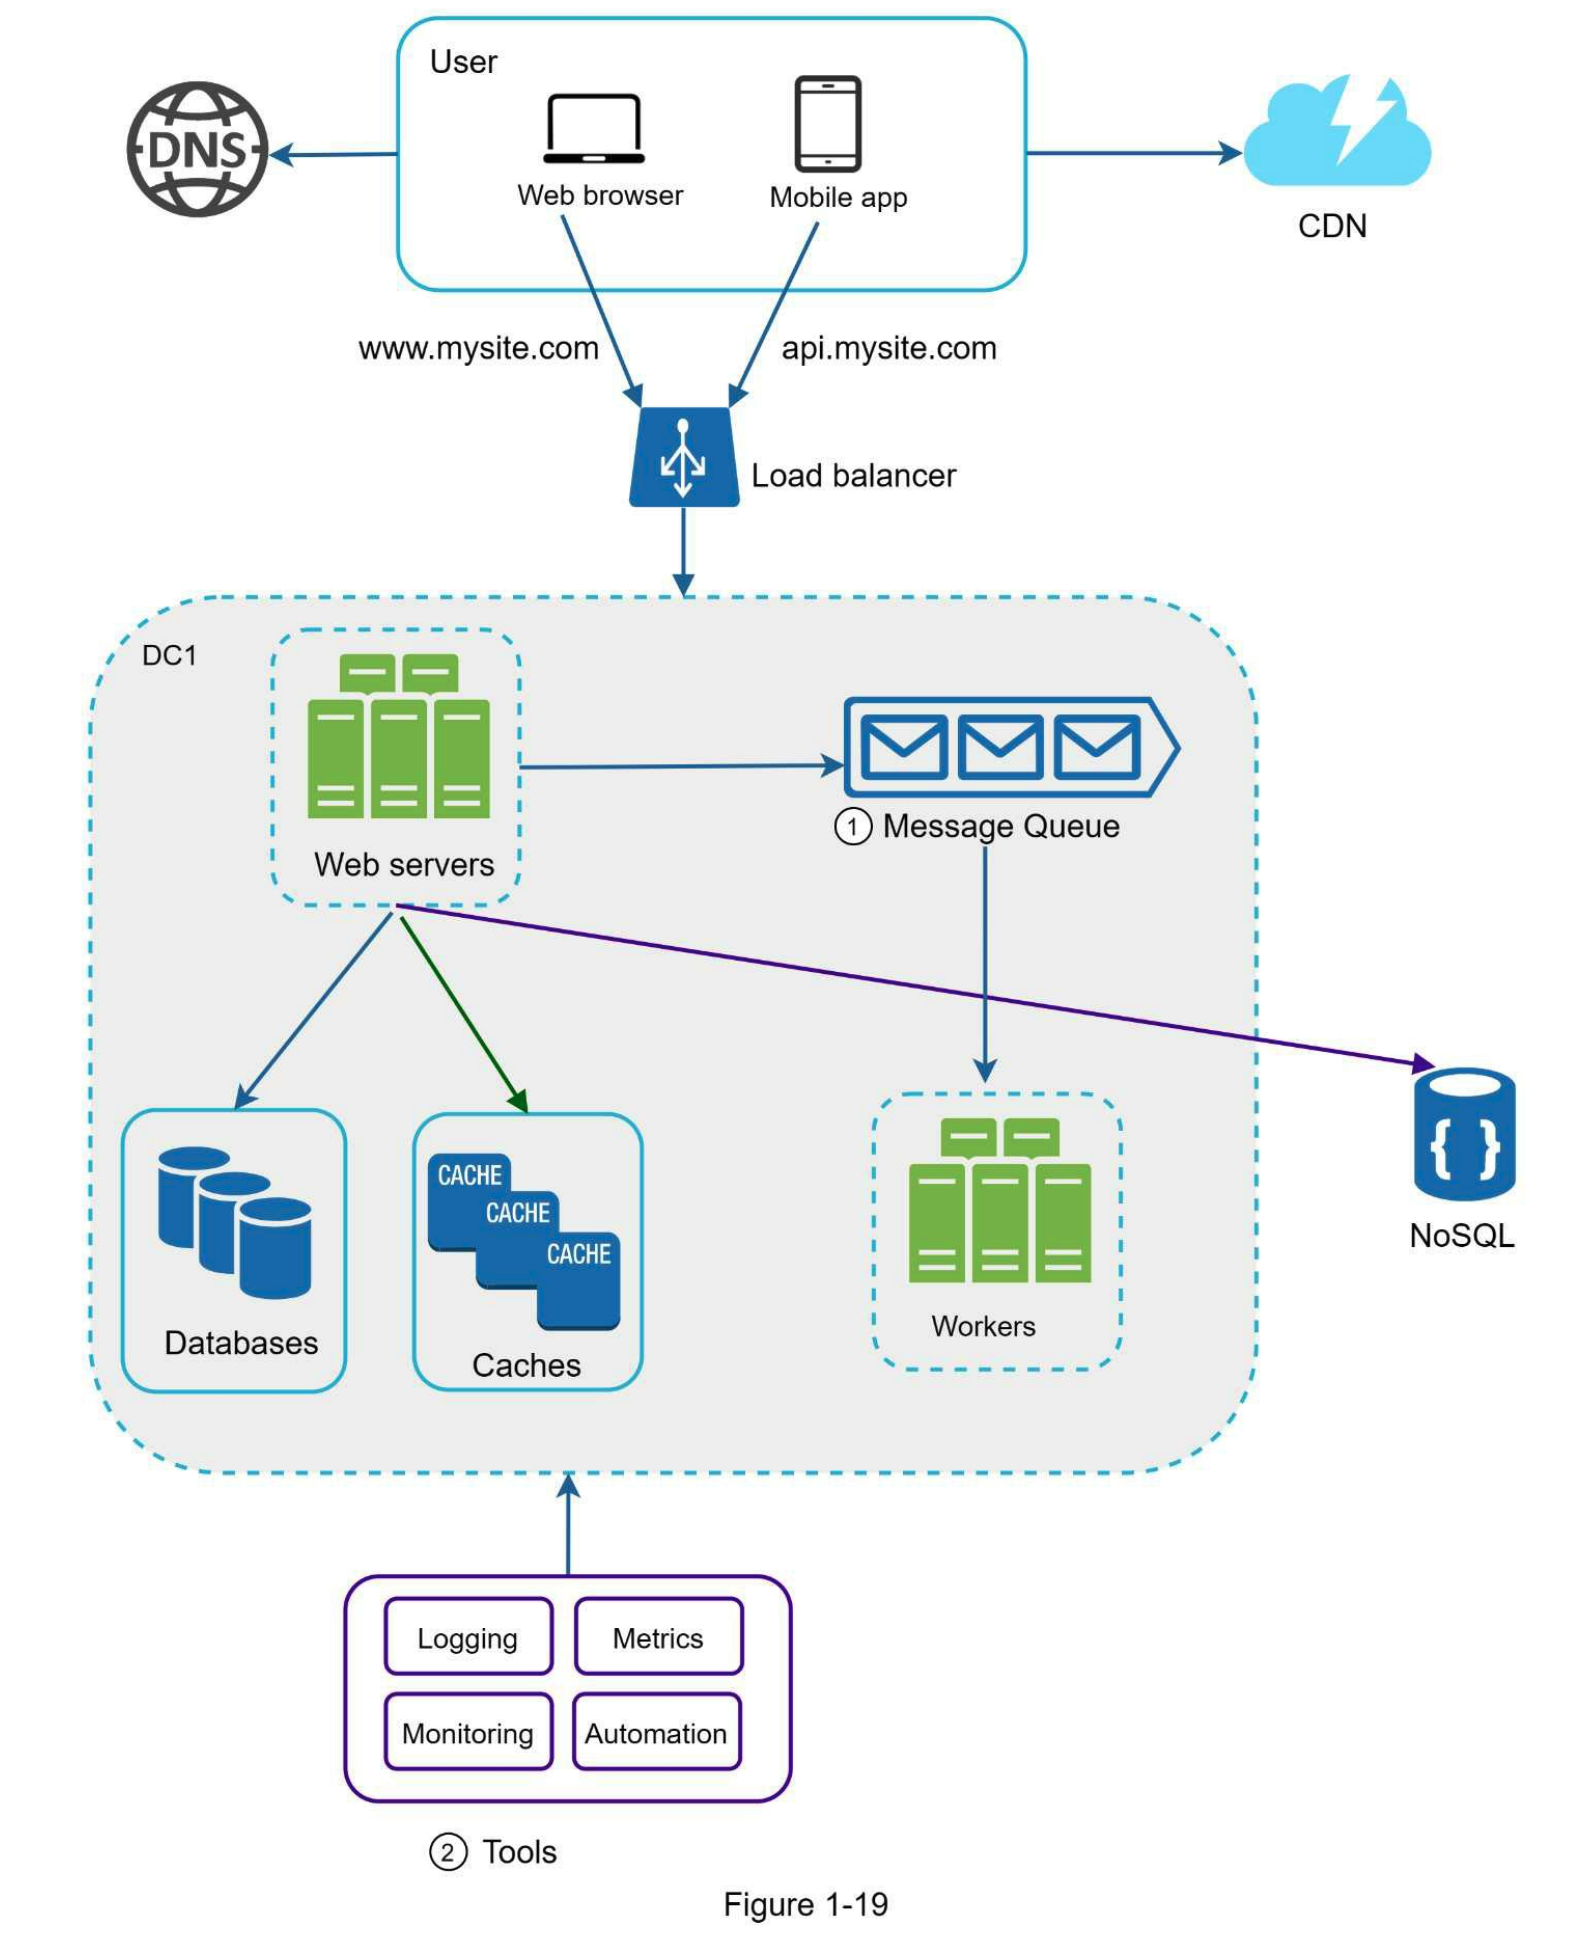 User
DNS
Web browser
Mobile app
CDN
www.mysite.com
api.mysite.com
Load balancer
DC1
Web servers
1 Message Queue
CACHE
CACHE
CACHE
{ }
Databases
Caches
Workers
NoSQL
Logging
Metrics
Monitoring
Automation
2 Tools
Figure 1-19